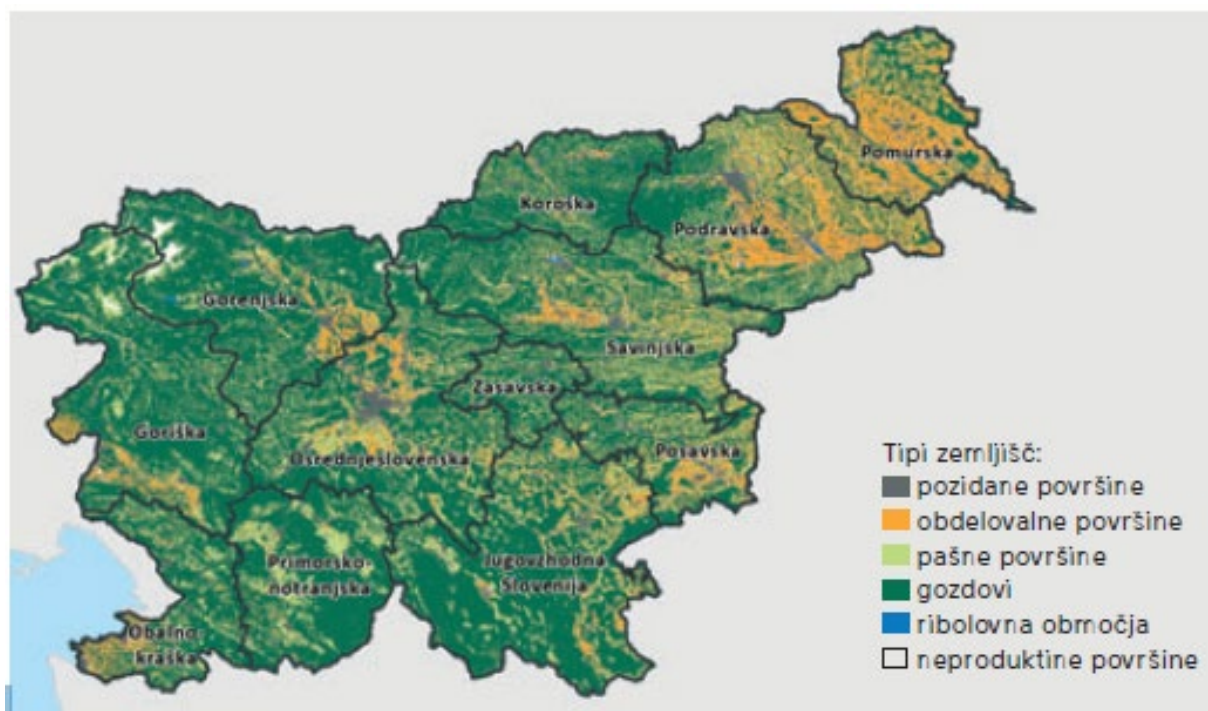 Pomurska
Koroška
Podravska
Gorenjska
Savinjska
Zasavska
Goriška
Osrednjeslovenska
Posavska
Primorsko-
notranjska
Jugovzhodna
Slovenija
Obalno-
kraška
Tipi zemljišč:
pozidane površine
obdelovalne površine
pašne površine
gozdovi
ribolovna območja
neproduktine površine